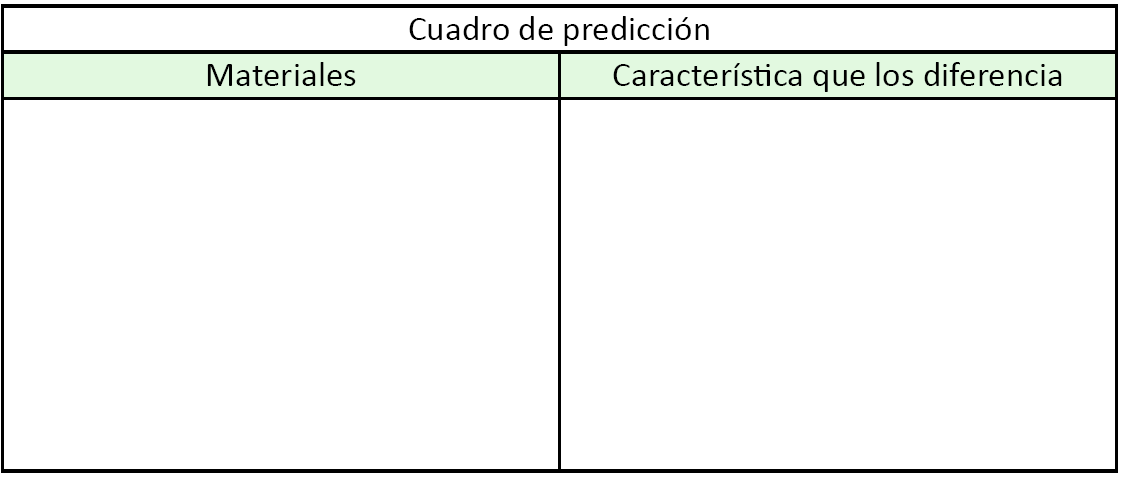 Cuadro de predicción
Materiales
Característica que los diferencia